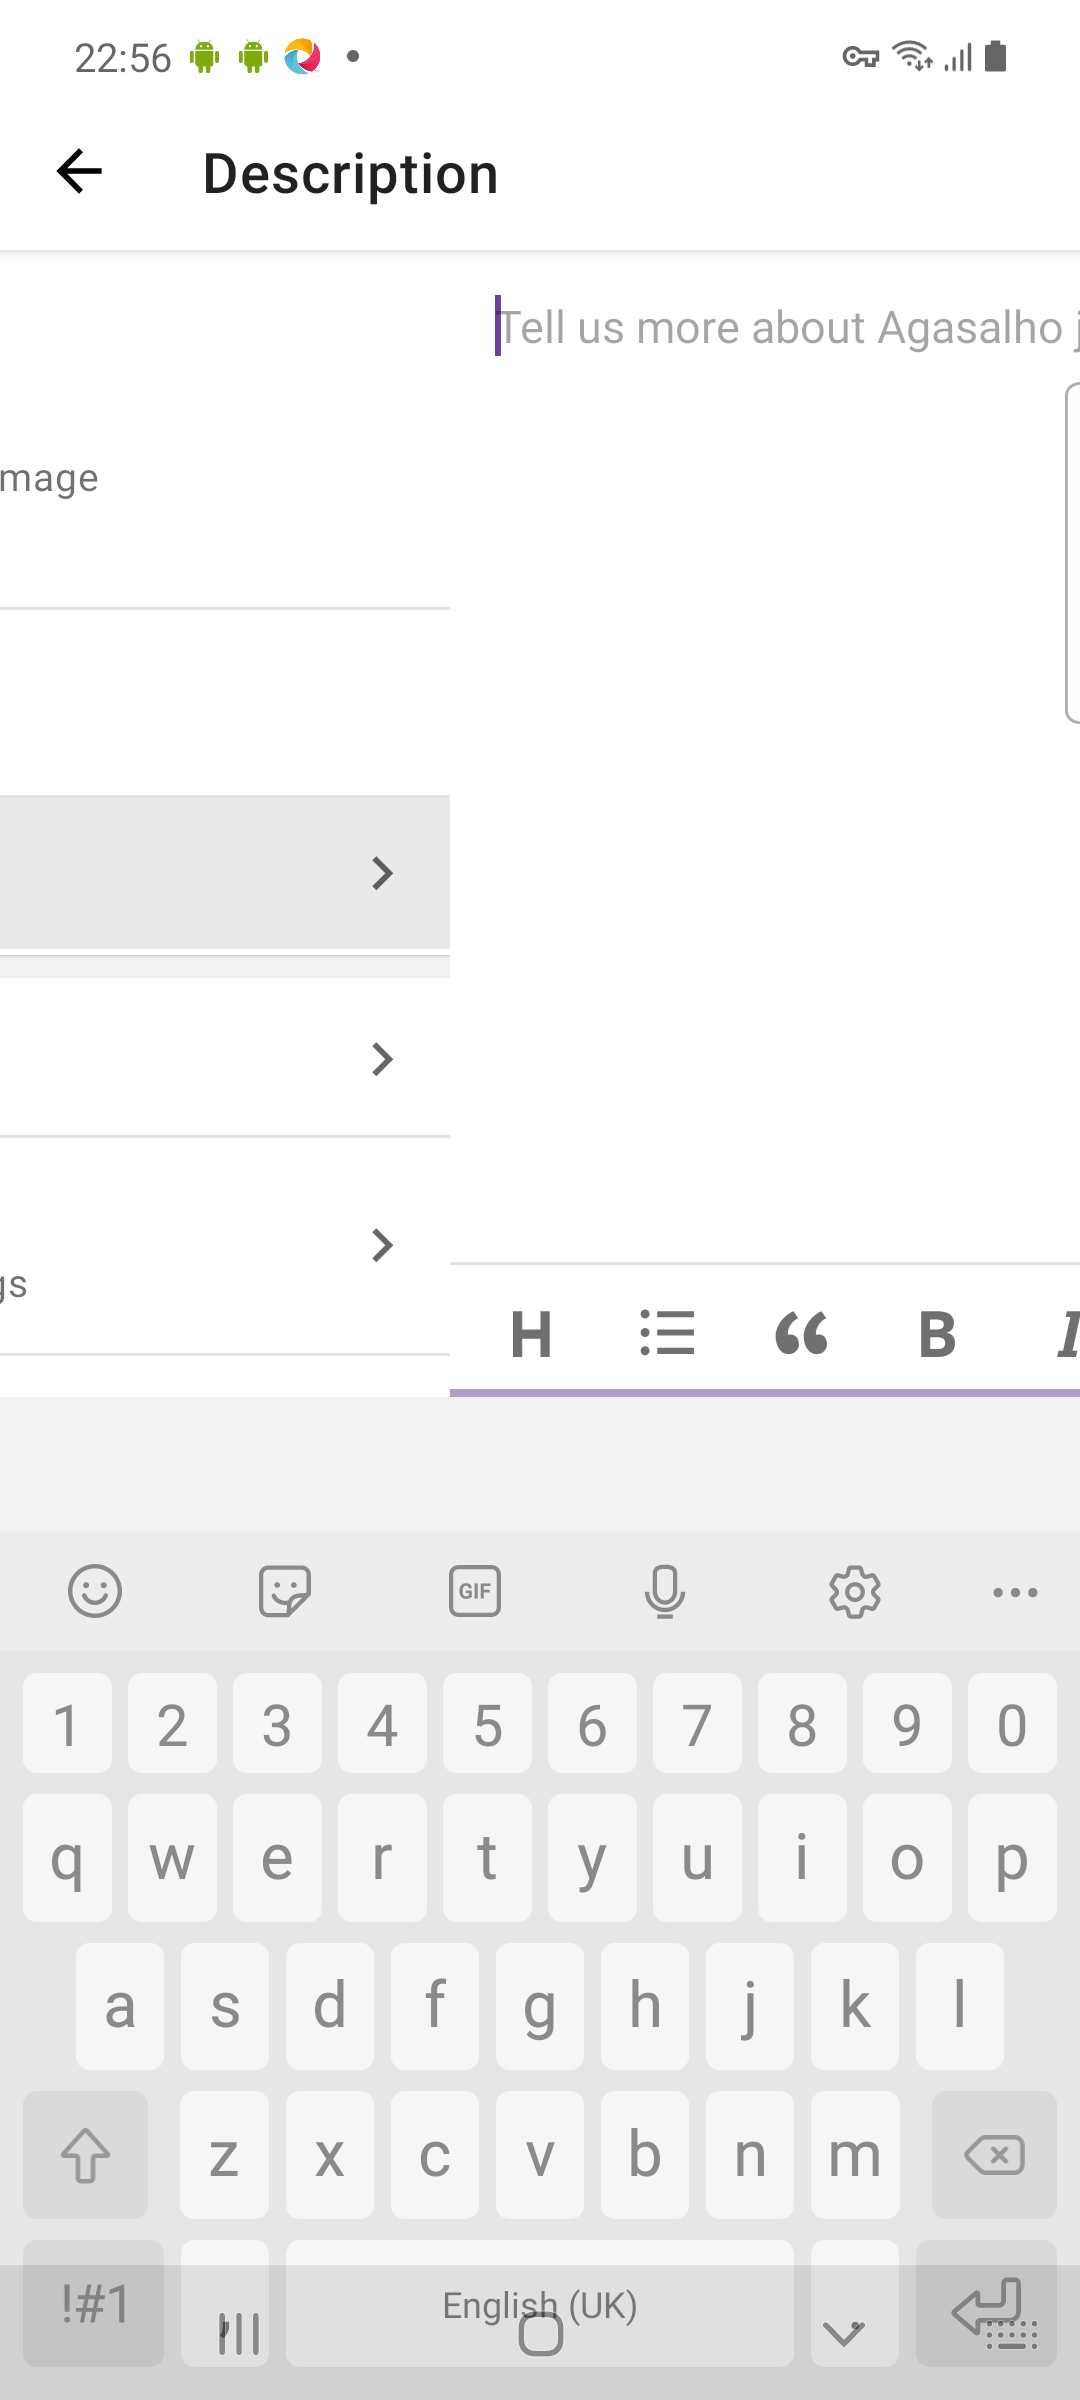 22:56
Description
Tell us more about Agasalho j
mage
gs
H B I
GIF
1 2 3 4 5 6 7 8 9 0
q w e r t y u i o p
a s d f g h j k l
z x c v b n m
!#1 , English (UK) .